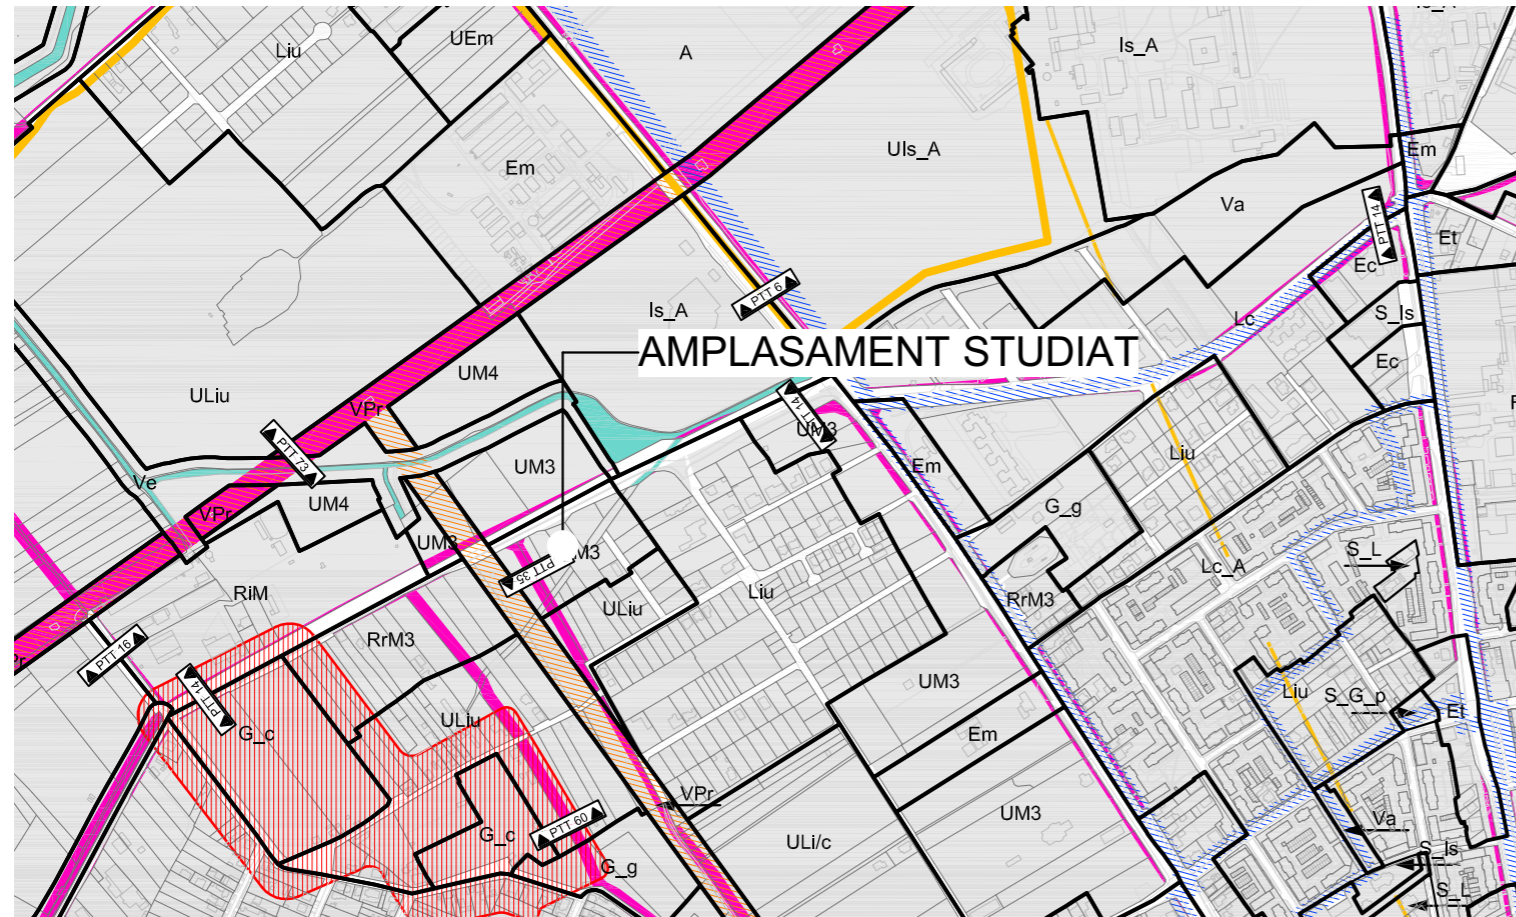 Liu
UEm
A
Is_A
Em
UIs_A
Em
Va
PTT 14
Et
Ec
PTT 6
Is_A
Lc
S_Is
AMPLASAMENT STUDIAT
Ec
UM4
ULiu
VPr
PTT 14
UM3
PTT 73
UM3
Em
Liu
Ve
UM4
VPr
G_g
UM3
PTT 35
S_L
Lc_A
RiM
ULiu
Liu
RrM3
PTT 16
RrM3
PTT 14
UM3
Liu
S_G_p
Et
G_c
ULiu
Em
VPr
PTT 60
G_c
UM3
Va
ULi/c
S_Is
G_g
S_L